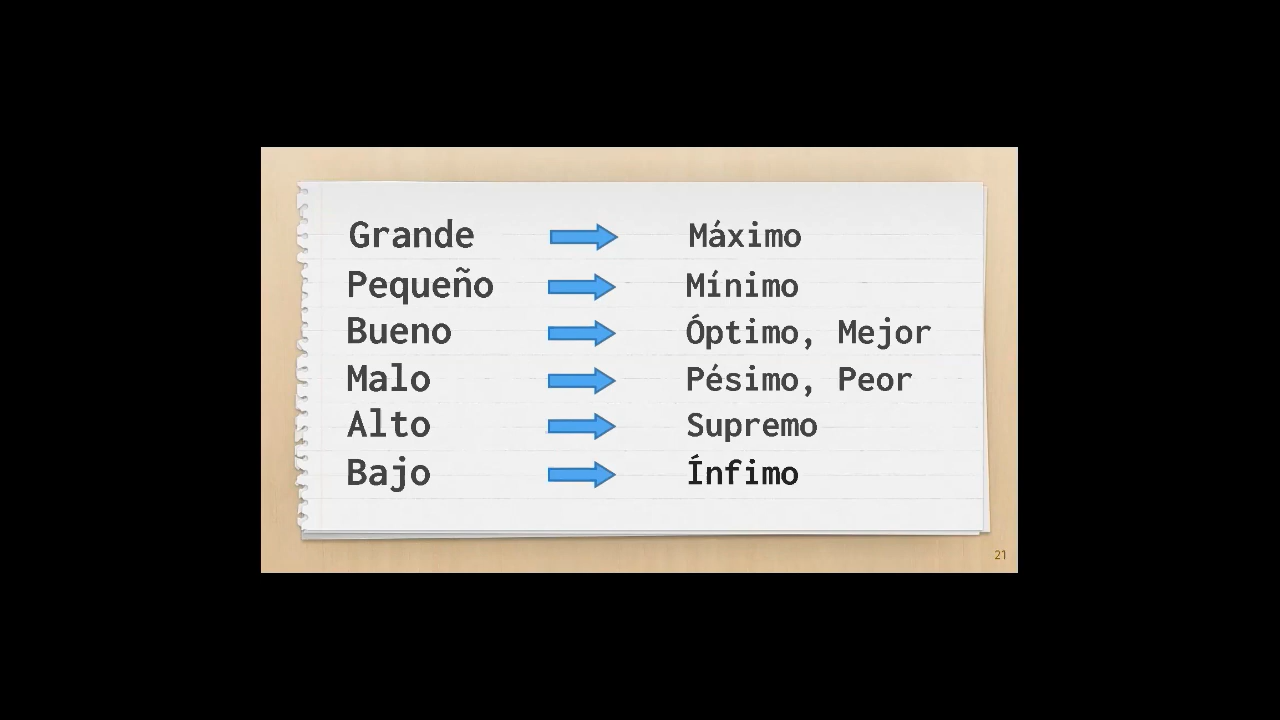 Grande Máximo
Pequeño Mínimo
Bueno Óptimo, Mejor
Malo Pésimo, Peor
Alto Supremo
Bajo Ínfimo
21